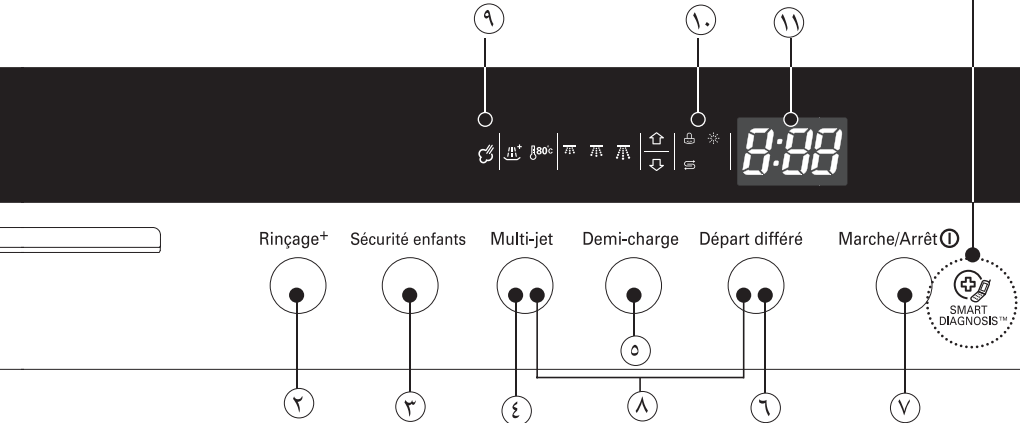 ٩ ١٠ ١١
80°c 8:88
Rinçage+ Sécurité enfants Multi-jet Demi-charge Départ différé Marche/Arrêt
SMART
DIAGNOSIS™
٥
٢ ٣ ٤ ٨ ٦ ٧